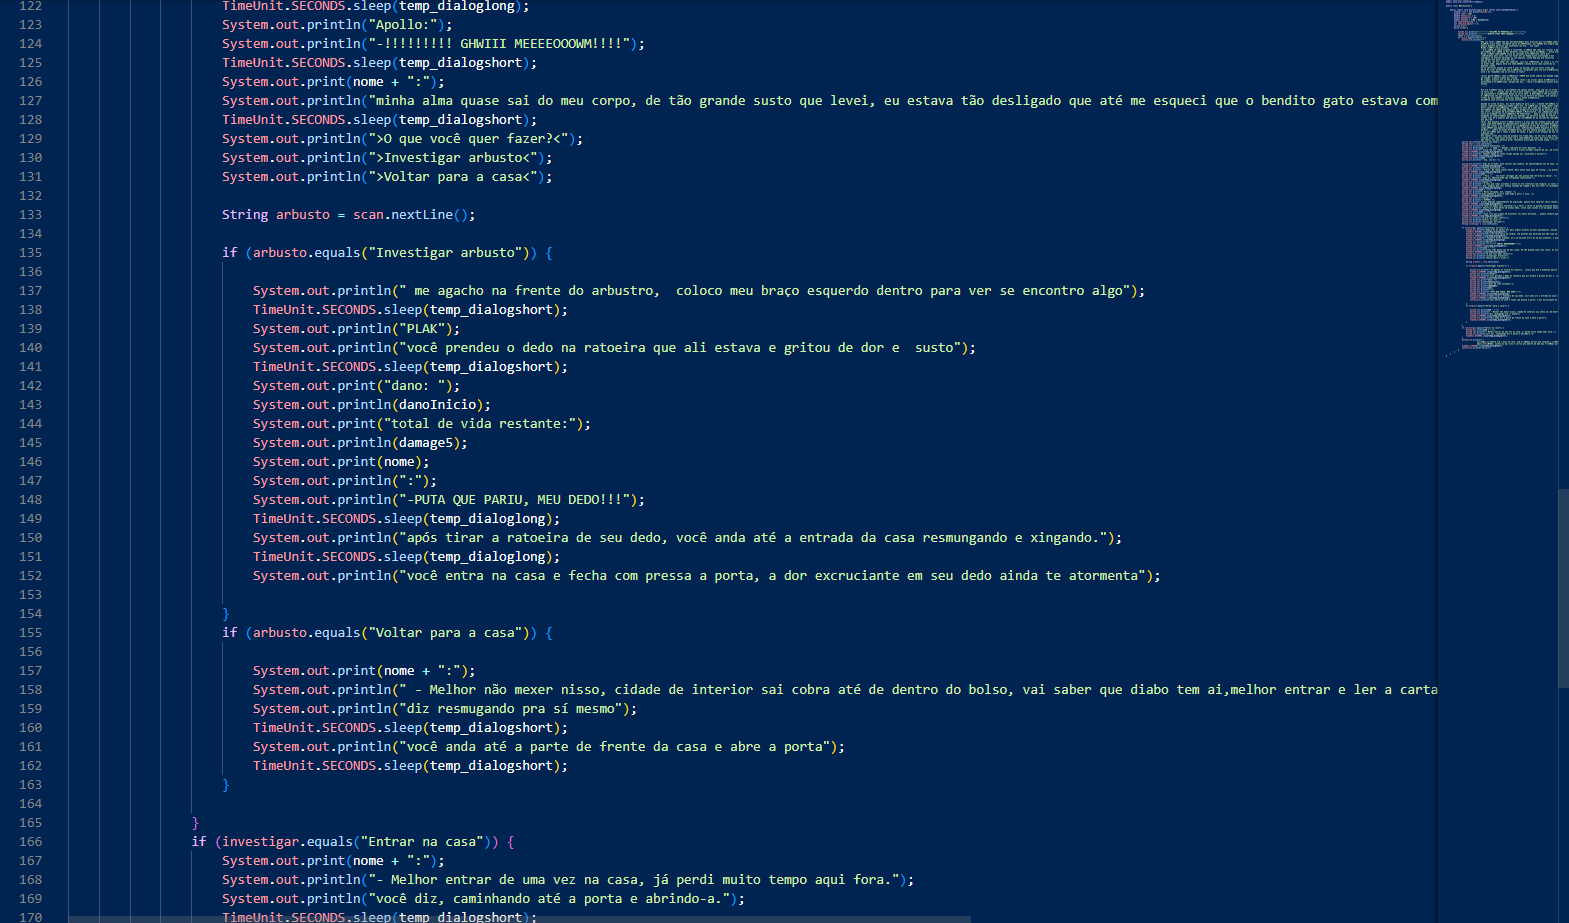 122 TimeUnit.SECONDS.sleep(temp_dialoglong);
123 System.out.println("Apollo:");
124 System.out.println("-!!!!!!!!! GHWIII MEEEEOOOWM!!!!");
125 TimeUnit.SECONDS.sleep(temp_dialogshort);
126 System.out.print(nome + ":");
127 System.out.println("minha alma quase sai do meu corpo, de tão grande susto que levei, eu estava tão desligado que até me esqueci que o bendito gato estava com
128 TimeUnit.SECONDS.sleep(temp_dialogshort);
129 System.out.println(">O que você quer fazer?<");
130 System.out.println(">Investigar arbusto<");
131 System.out.println(">Voltar para a casa<");
132
133 String arbusto = scan.nextLine();
134
135 if (arbusto.equals("Investigar arbusto")) {
136
137 System.out.println(" me agacho na frente do arbustro,  coloco meu braço esquerdo dentro para ver se encontro algo");
138 TimeUnit.SECONDS.sleep(temp_dialogshort);
139 System.out.println("PLAK");
140 System.out.println("você prendeu o dedo na ratoeira que ali estava e gritou de dor e  susto");
141 TimeUnit.SECONDS.sleep(temp_dialogshort);
142 System.out.print("dano: ");
143 System.out.println(danoInicio);
144 System.out.print("total de vida restante:");
145 System.out.println(damage5);
146 System.out.print(nome);
147 System.out.println(":");
148 System.out.println("-PUTA QUE PARIU, MEU DEDO!!!");
149 TimeUnit.SECONDS.sleep(temp_dialoglong);
150 System.out.println("após tirar a ratoeira de seu dedo, você anda até a entrada da casa resmungando e xingando.");
151 TimeUnit.SECONDS.sleep(temp_dialoglong);
152 System.out.println("você entra na casa e fecha com pressa a porta, a dor excruciante em seu dedo ainda te atormenta");
153
154 }
155 if (arbusto.equals("Voltar para a casa")) {
156
157 System.out.print(nome + ":");
158 System.out.println(" - Melhor não mexer nisso, cidade de interior sai cobra até de dentro do bolso, vai saber que diabo tem ai,melhor entrar e ler a carta
159 System.out.println("diz resmugando pra sí mesmo");
160 TimeUnit.SECONDS.sleep(temp_dialogshort);
161 System.out.println("você anda até a parte de frente da casa e abre a porta");
162 TimeUnit.SECONDS.sleep(temp_dialogshort);
163 }
164
165 }
166 if (investigar.equals("Entrar na casa")) {
167 System.out.print(nome + ":");
168 System.out.println("- Melhor entrar de uma vez na casa, já perdi muito tempo aqui fora.");
169 System.out.println("você diz, caminhando até a porta e abrindo-a.");
170 TimeUnit.SECONDS.sleep(temp_dialogshort);